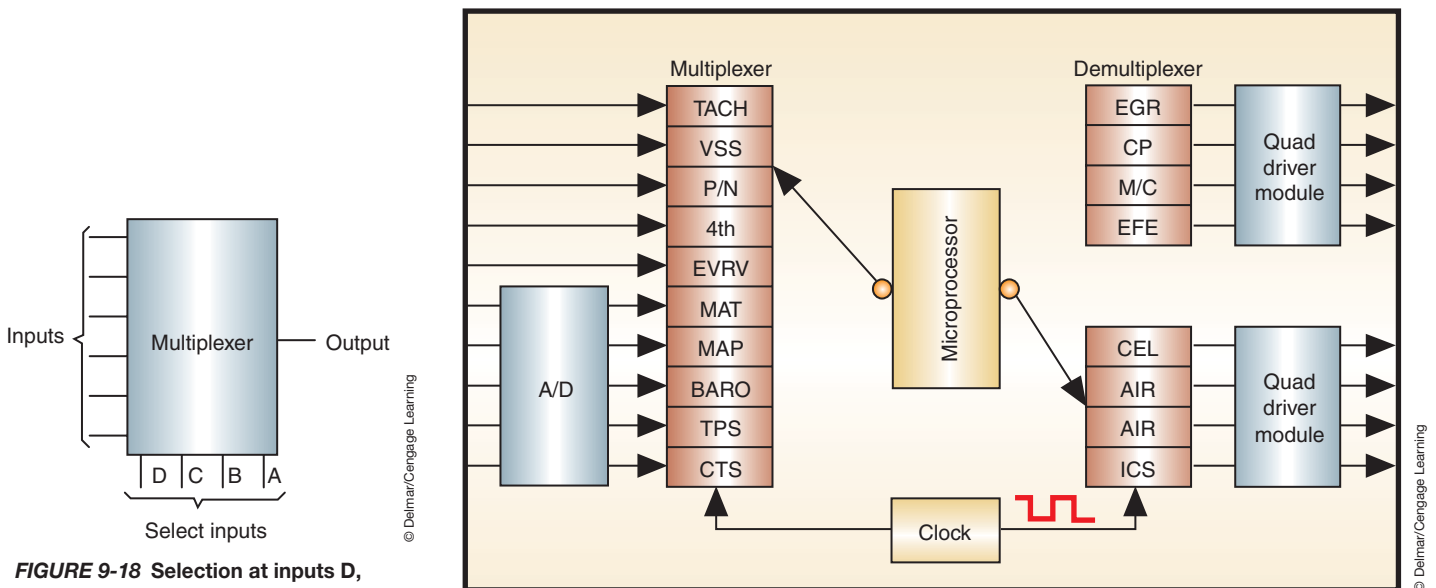 Inputs
Multiplexer
Output
D C B A
Select inputs
© Delmar/Cengage Learning
FIGURE 9-18 Selection at inputs D,
Multiplexer
TACH
VSS
P/N
4th
EVRV
MAT
MAP
BARO
TPS
CTS
A/D
Microprocessor
Clock
Demultiplexer
EGR
CP
M/C
EFE
Quad
driver
module
CEL
AIR
AIR
ICS
Quad
driver
module
© Delmar/Cengage Learning